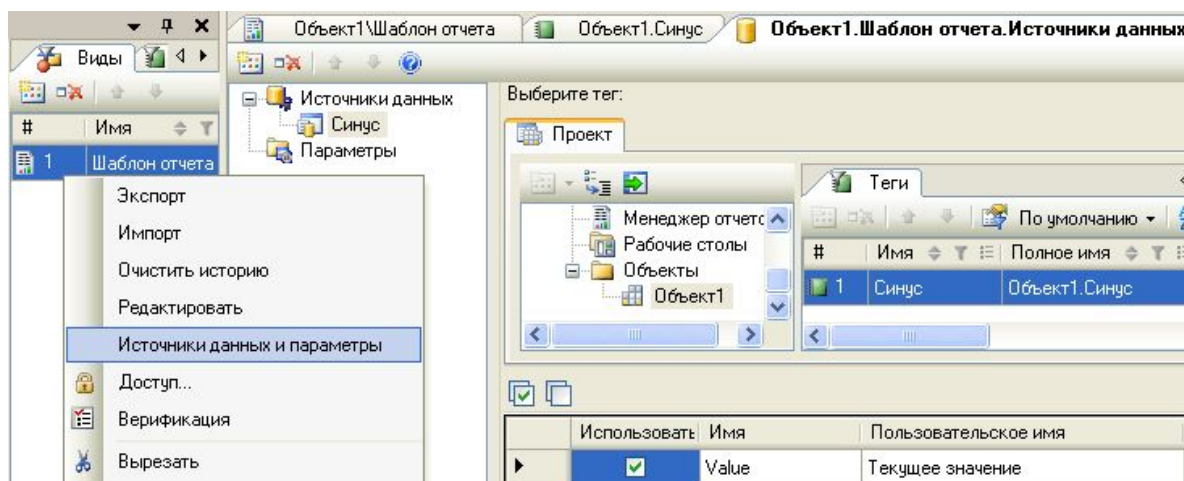 Объект1\Шаблон отчета
Объект1.Синус
Объект1.Шаблон отчета.Источники данных
Виды
# Имя
1 Шаблон отчета
Источники данных
Синус
Параметры
Экспорт
Импорт
Очистить историю
Редактировать
Источники данных и параметры
Доступ...
Верификация
Вырезать
Выберите тег:
Проект
Менеджер отчетс
Рабочие столы
Объекты
Объект1
Теги
По умолчанию
# Имя Полное имя
1 Синус Объект1.Синус
Использовать Имя Пользовательское имя
Value Текущее значение